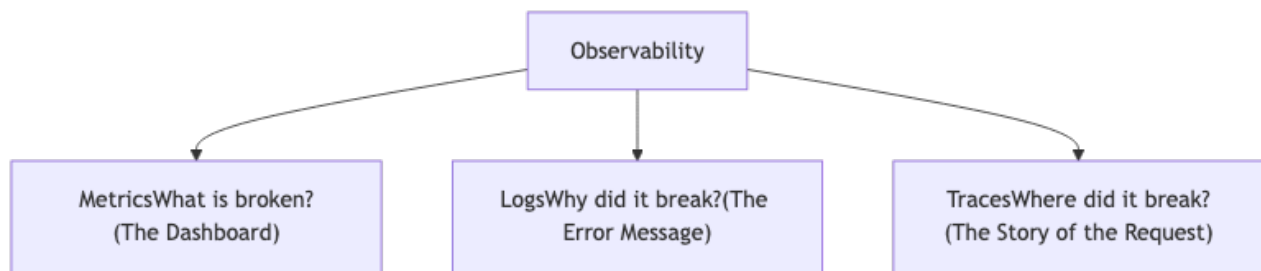 Observability
MetricsWhat is broken?
(The Dashboard)
LogsWhy did it break?(The
Error Message)
TracesWhere did it break?
(The Story of the Request)